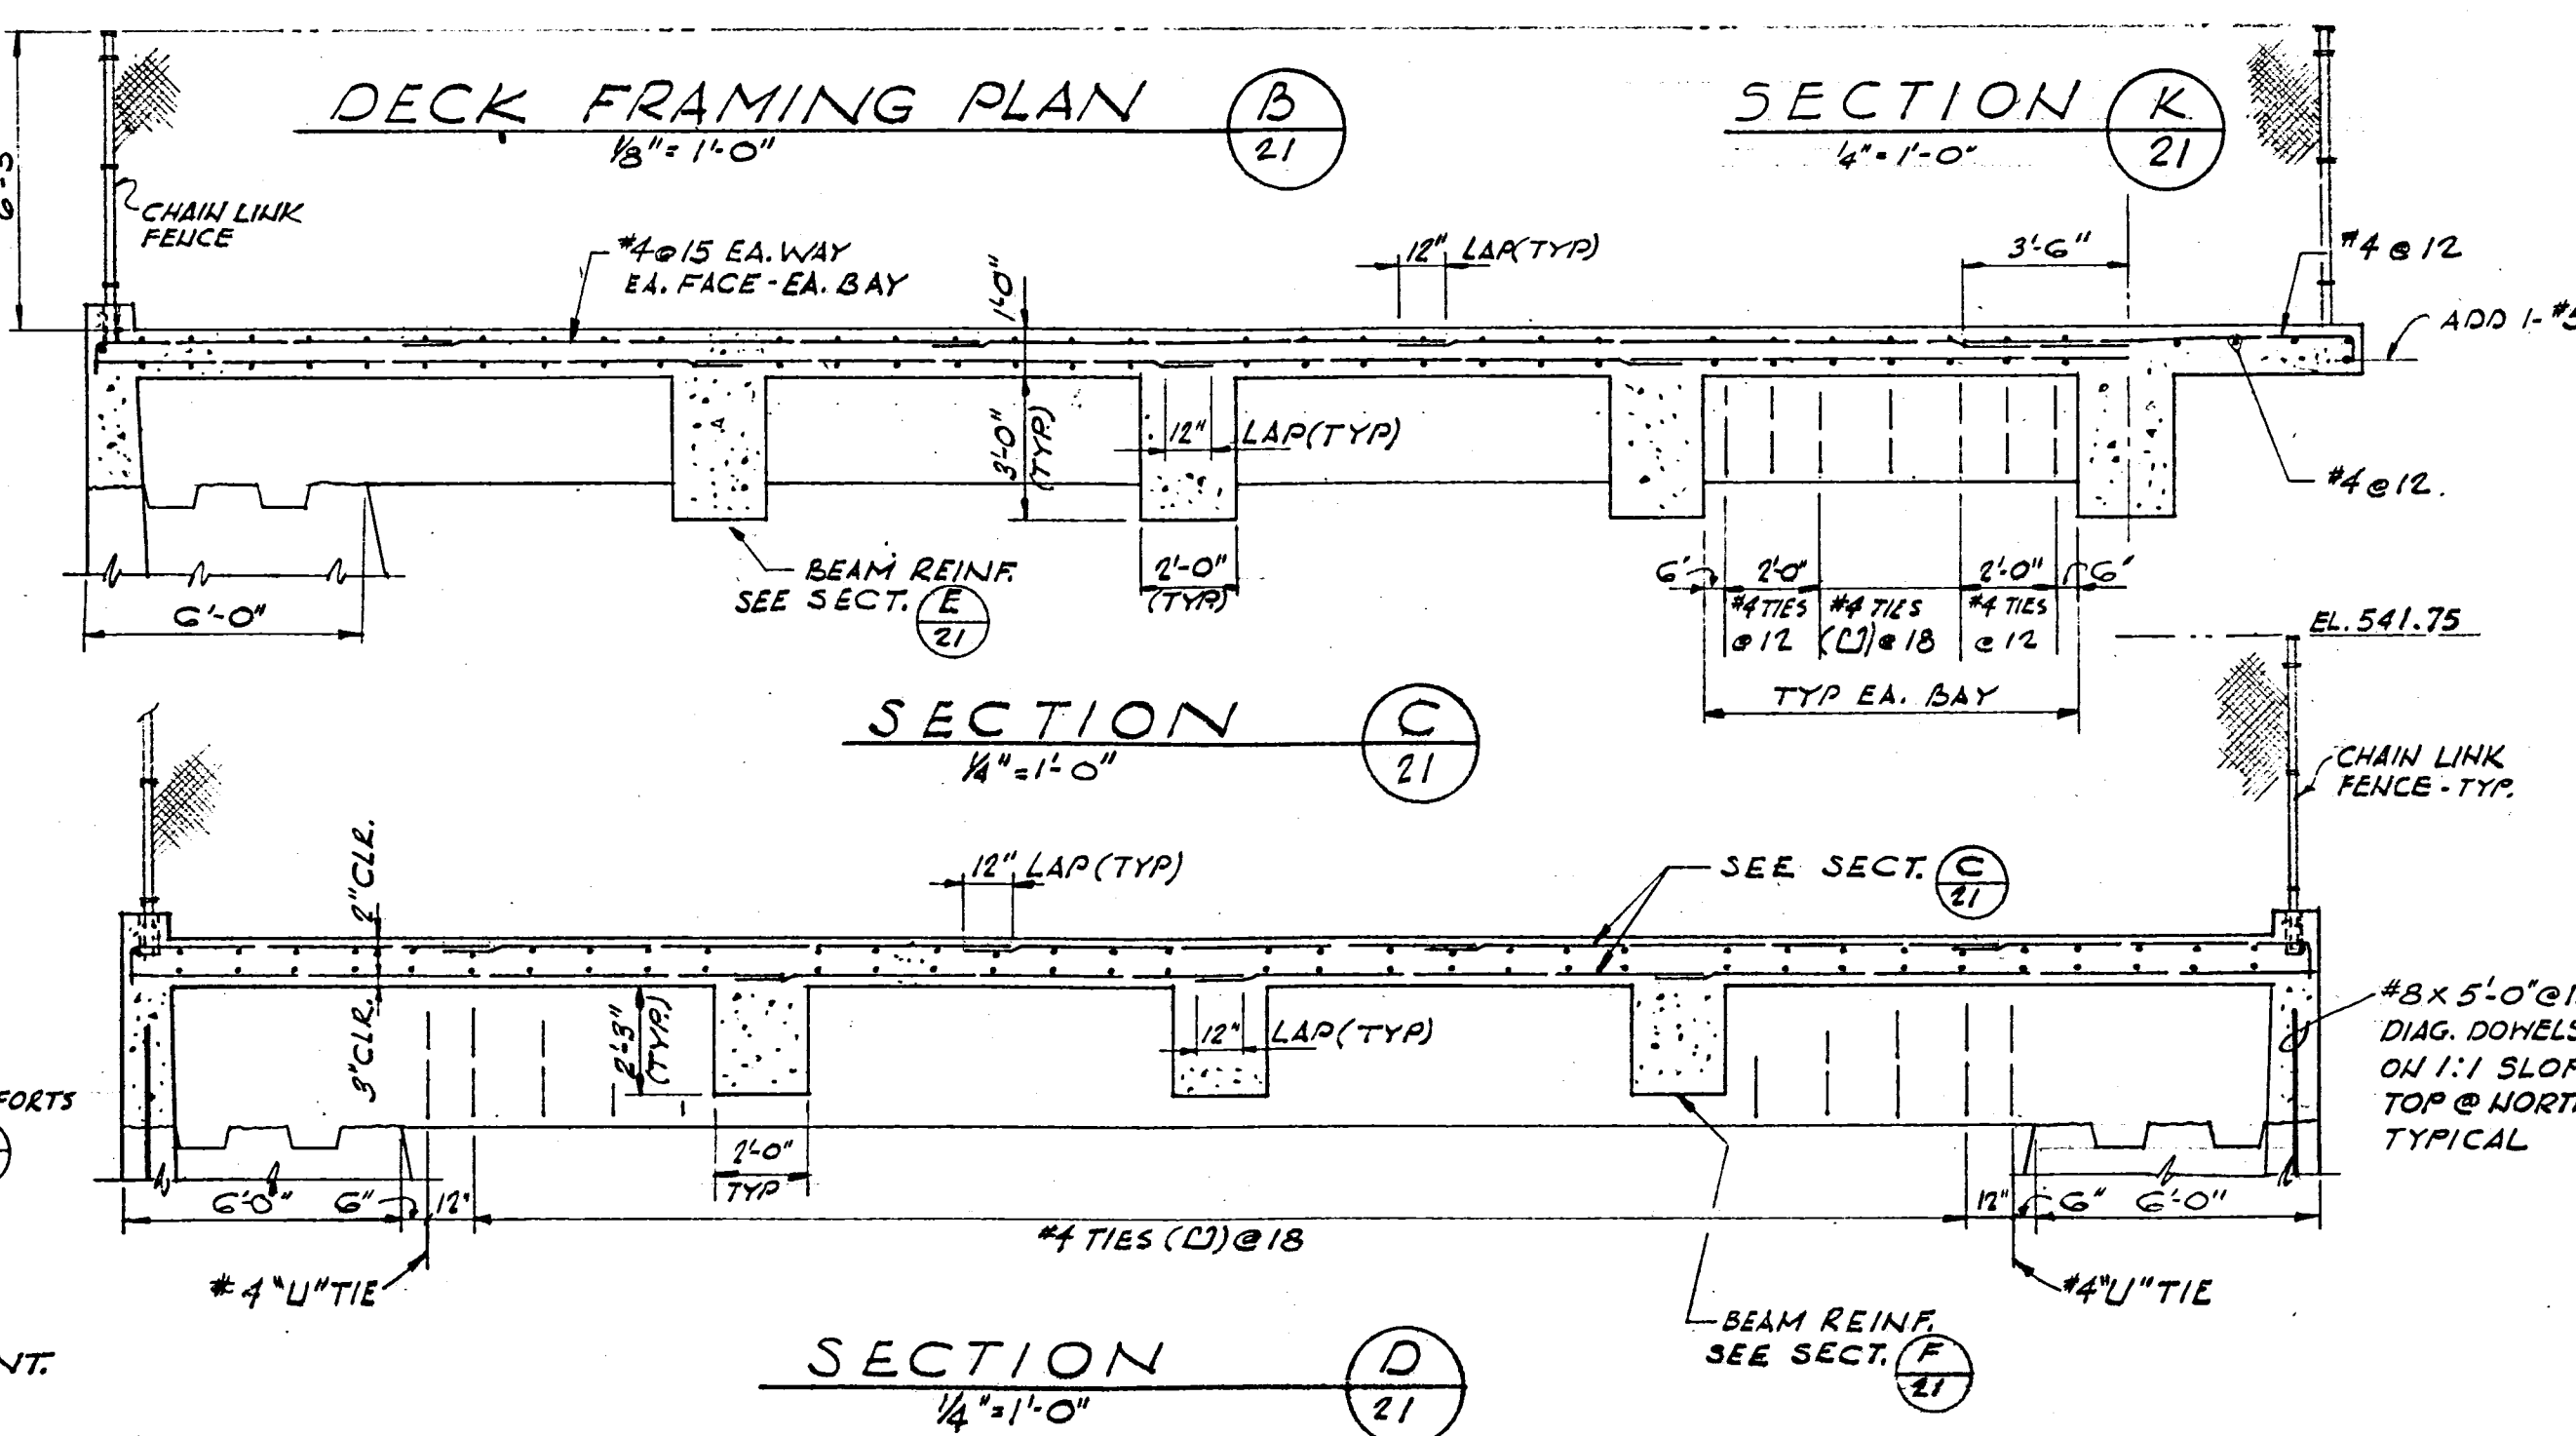 DECK FRAMING PLAN B
1/8" = 1'-0" 21
SECTION K
1/4" = 1'-0" 21
CHAIN LINK
FENCE
#4@15 EA. WAY
EA. FACE - EA. BAY
1'-0"
12" LAP (TYP)
3'-6"
#4 @ 12
ADD 1-#5
3'-0"
(TYP.)
12" LAP (TYP)
#4 @ 12.
BEAM REINF.
SEE SECT. E
21
6'-0"
2'-0"
(TYP.)
6" 2'-0" 2'-0" 6"
#4 TIES #4 TIES #4 TIES
@ 12 @ 18 @ 12
TYP EA. BAY
EL. 541.75
SECTION C
1/4" = 1'-0" 21
CHAIN LINK
FENCE - TYP.
2" CLR.
3" CLR.
12" LAP (TYP)
SEE SECT. C
21
2'-3"
(TYP.)
12" LAP (TYP)
#8 x 5'-0" @
DIAG. DOWELS
ON 1:1
TOP @
TYPICAL
2'-0"
TYP
6'-0" 6" 12"
12" 6" 6'-0"
#4 TIES @ 18
#4 "U" TIE
#4 "U" TIE
BEAM REINF.
SEE SECT. F
21
SECTION D
1/4" = 1'-0" 21